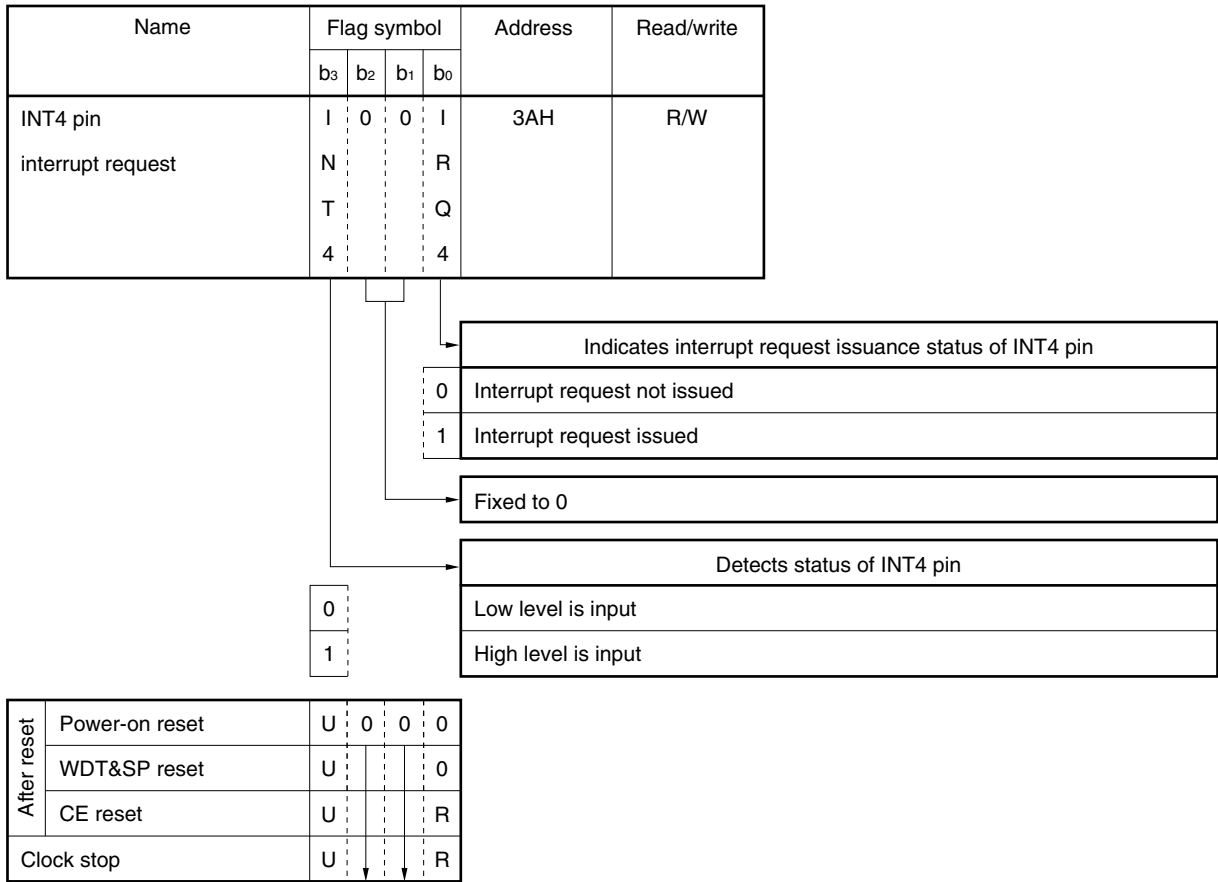 Name Flag symbol Address Read/write
b3 b2 b1 b0
INT4 pin I 0 0 I 3AH R/W
interrupt request N R
T Q
4 4
Indicates interrupt request issuance status of INT4 pin
0 Interrupt request not issued
1 Interrupt request issued
Fixed to 0
Detects status of INT4 pin
0 Low level is input
1 High level is input
After reset
Power-on reset U 0 0 0
WDT&SP reset U 0
CE reset U R
Clock stop U R